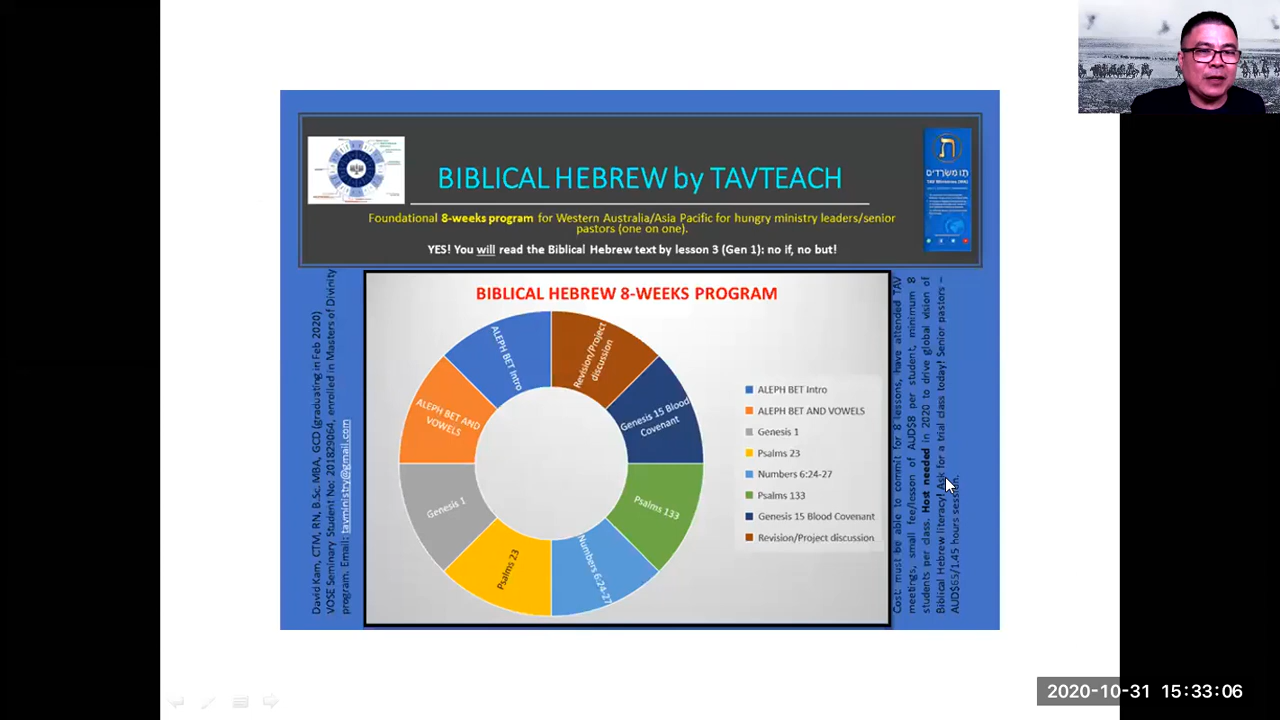 BIBLICAL HEBREW by TAVTEACH
Foundational 8-weeks program for Western Australia/Asia Pacific for hungry ministry leaders/senior
pastors (one on one).
YES! You will read the Biblical Hebrew text by lesson 3 (Gen 1): no if, no but!
ת
תו משרדים
David Kam, CTM, RN, B.Sc. MBA, GCD (graduating in Feb 2020)
VOSE Seminary Student No: 201829064, enrolled in Masters of Divinity
program. Email: tavministry@gmail.com
BIBLICAL HEBREW 8-WEEKS PROGRAM
ALEPH BET Intro
Revision/Project
discussion
Genesis 15 Blood
Covenant
Psalms 133
Numbers 6:24-27
Psalms 23
Genesis 1
ALEPH BET AND
VOWELS
ALEPH BET Intro
ALEPH BET AND VOWELS
Genesis 1
Psalms 23
Numbers 6:24-27
Psalms 133
Genesis 15 Blood Covenant
Revision/Project discussion
Cost: must be able to commit for 8 lessons, have attended TAV
meetings, small fee/lesson of AUD$8 per student, minimum 8
students per class. Host needed in 2020 to drive global vision of
Biblical Hebrew literacy! Ask for a trial class today! Senior pastors –
AUD$65/1.45 hours session.
2020-10-31 15:33:06